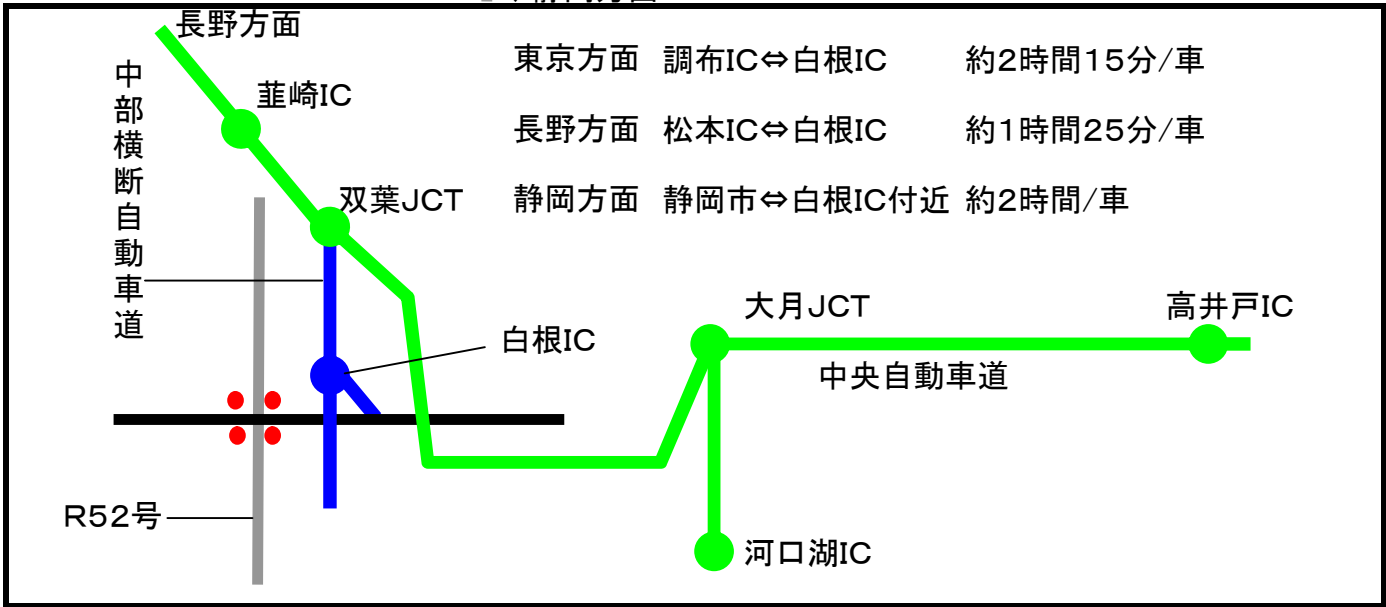 長野方面
中部横断自動車道
韮崎IC
双葉JCT
東京方面 調布IC⇔白根IC 約2時間15分/車
長野方面 松本IC⇔白根IC 約1時間25分/車
静岡方面 静岡市⇔白根IC付近 約2時間/車
白根IC
大月JCT
高井戸IC
中央自動車道
R52号
河口湖IC